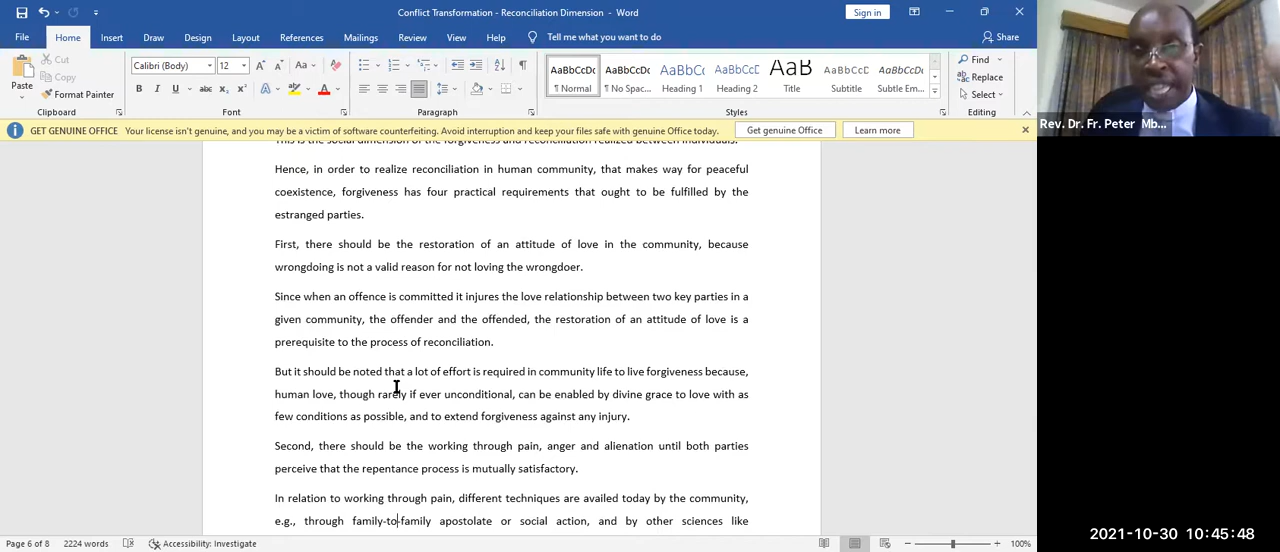 Conflict Transformation - Reconciliation Dimension - Word
Sign in
File Home Insert Draw Design Layout References Mailings Review View Help Tell me what you want to do Share
Paste
Cut
Copy
Format Painter
Clipboard
Calibri (Body) 12
Font
Paragraph
AaBbCcDc AaBbCcDc AaBbCc AaBbCcD AaB AaBbCcD AaBbCcDc
¶ Normal ¶ No Spac... Heading 1 Heading 2 Title Subtitle Subtle Em...
Styles
Find
Replace
Select
Editing
GET GENUINE OFFICE Your license isn't genuine, and you may be a victim of software counterfeiting. Avoid interruption and keep your files safe with genuine Office today. Get genuine Office Learn more
Rev. Dr. Fr. Peter Mb...
This is the social dimension of the forgiveness and reconciliation realized between individuals.
Hence, in order to realize reconciliation in human community, that makes way for peaceful
coexistence, forgiveness has four practical requirements that ought to be fulfilled by the
estranged parties.
First, there should be the restoration of an attitude of love in the community, because
wrongdoing is not a valid reason for not loving the wrongdoer.
Since when an offence is committed it injures the love relationship between two key parties in a
given community, the offender and the offended, the restoration of an attitude of love is a
prerequisite to the process of reconciliation.
But it should be noted that a lot of effort is required in community life to live forgiveness because,
human love, though rarely if ever unconditional, can be enabled by divine grace to love with as
few conditions as possible, and to extend forgiveness against any injury.
Second, there should be the working through pain, anger and alienation until both parties
perceive that the repentance process is mutually satisfactory.
In relation to working through pain, different techniques are availed today by the community,
e.g., through family-to-family apostolate or social action, and by other sciences like
Page 6 of 8 2224 words Accessibility: Investigate 100%
2021-10-30 10:45:48